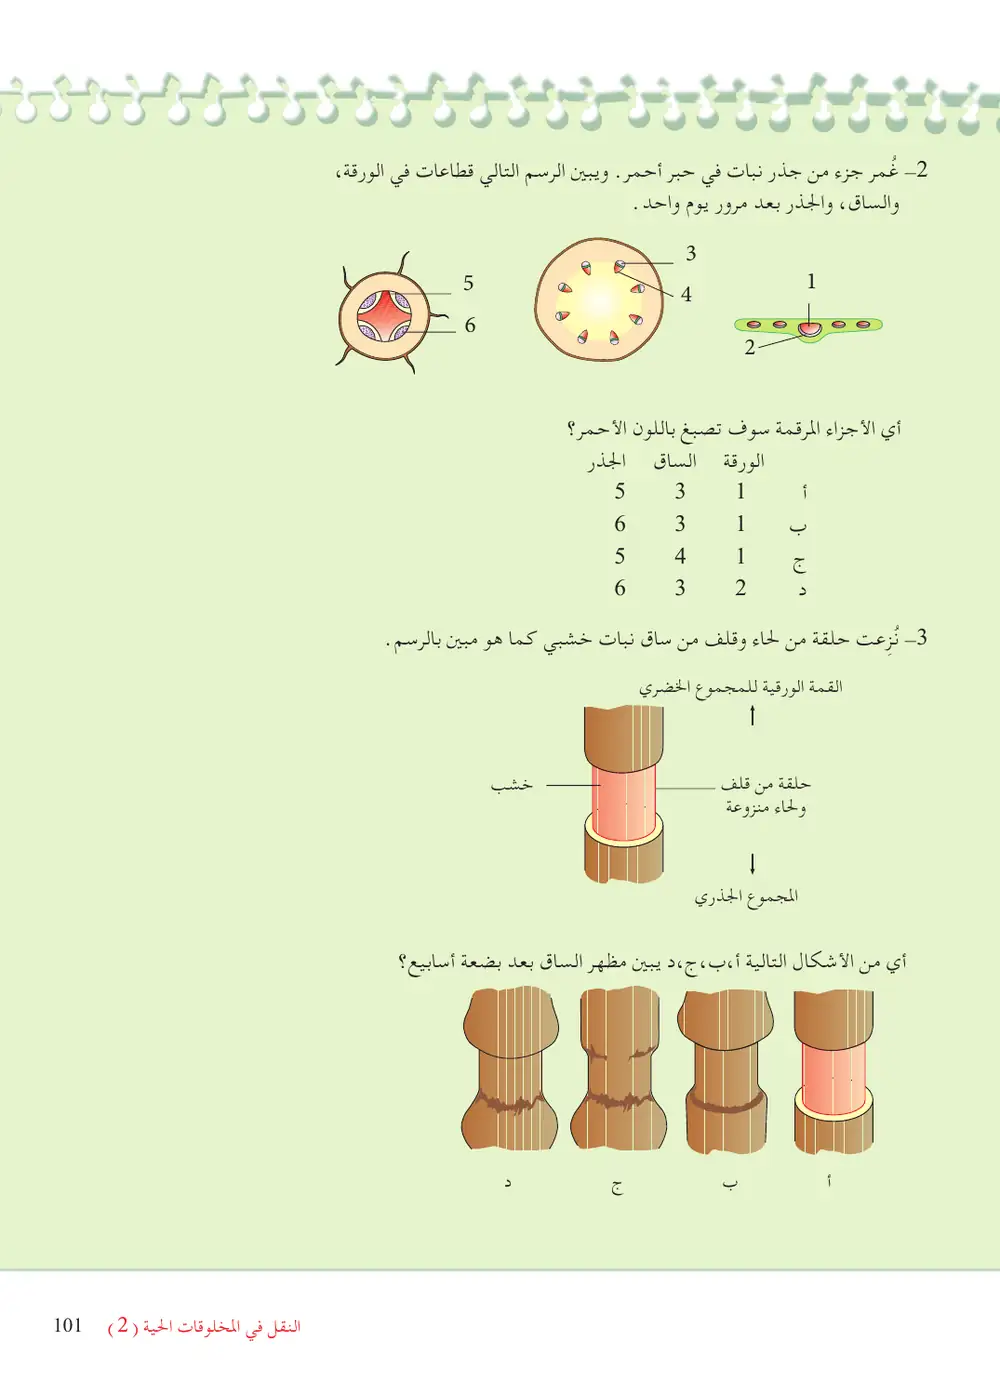 2- غُمر جزء من جذر نبات في حبر أحمر. ويبين الرسم التالي قطاعات في الورقة،
والساق، والجذر بعد مرور يوم واحد.
1
2
3
4
5
6
أي الأجزاء المرقمة سوف تصبغ باللون الأحمر؟
الورقة الساق الجذر
أ 1 3 5
ب 1 3 6
ج 1 4 5
د 2 3 6
3- نُزِعت حلقة من لحاء وقلف من ساق نبات خشبي كما هو مبين بالرسم.
القمة الورقية للمجموع الخضري
حلقة من قلف
ولحاء منزوعة
خشب
المجموع الجذري
أي من الأشكال التالية أ،ب،ج،د يبين مظهر الساق بعد بضعة أسابيع؟
أ ب ج د
النقل في المخلوقات الحية (2) 101